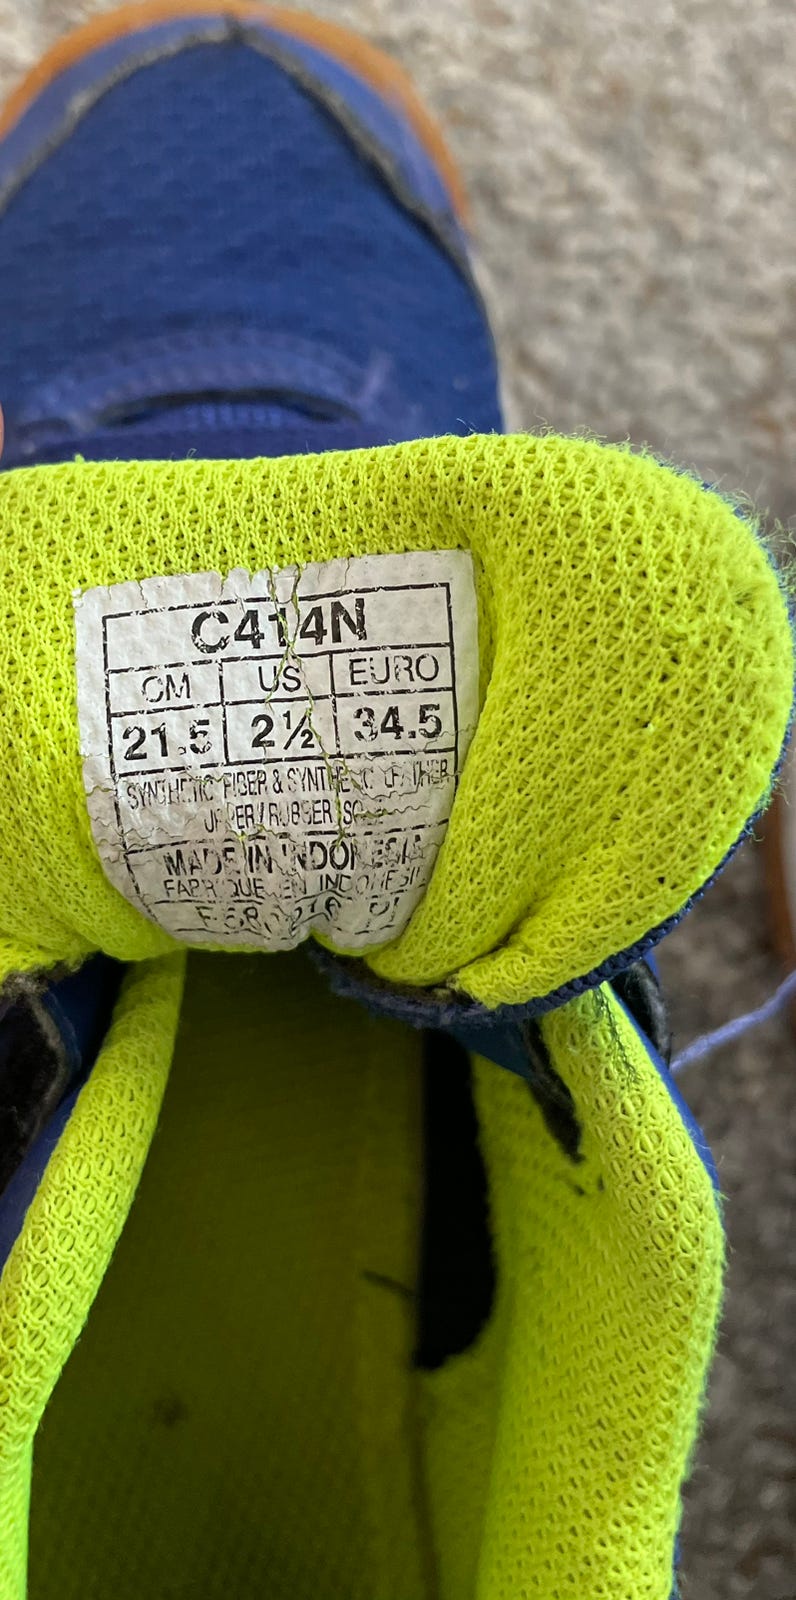 C414N
CM US EURO
21.5 2½ 34.5
SYNTHETIC FIBER & SYNTHETIC LEATHER
UPPER / RUBBER SOLE
MADE IN INDONESIA
FABRIQUE EN INDONESIE